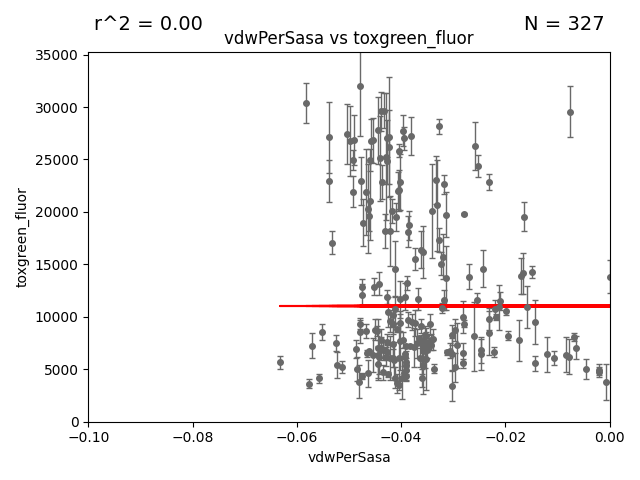 r^2 = 0.00
N = 327
vdwPerSasa vs toxgreen_fluor
35000
30000
25000
20000
15000
10000
5000
0
toxgreen_fluor
−0.10
−0.08
−0.06
−0.04
−0.02
0.00
vdwPerSasa